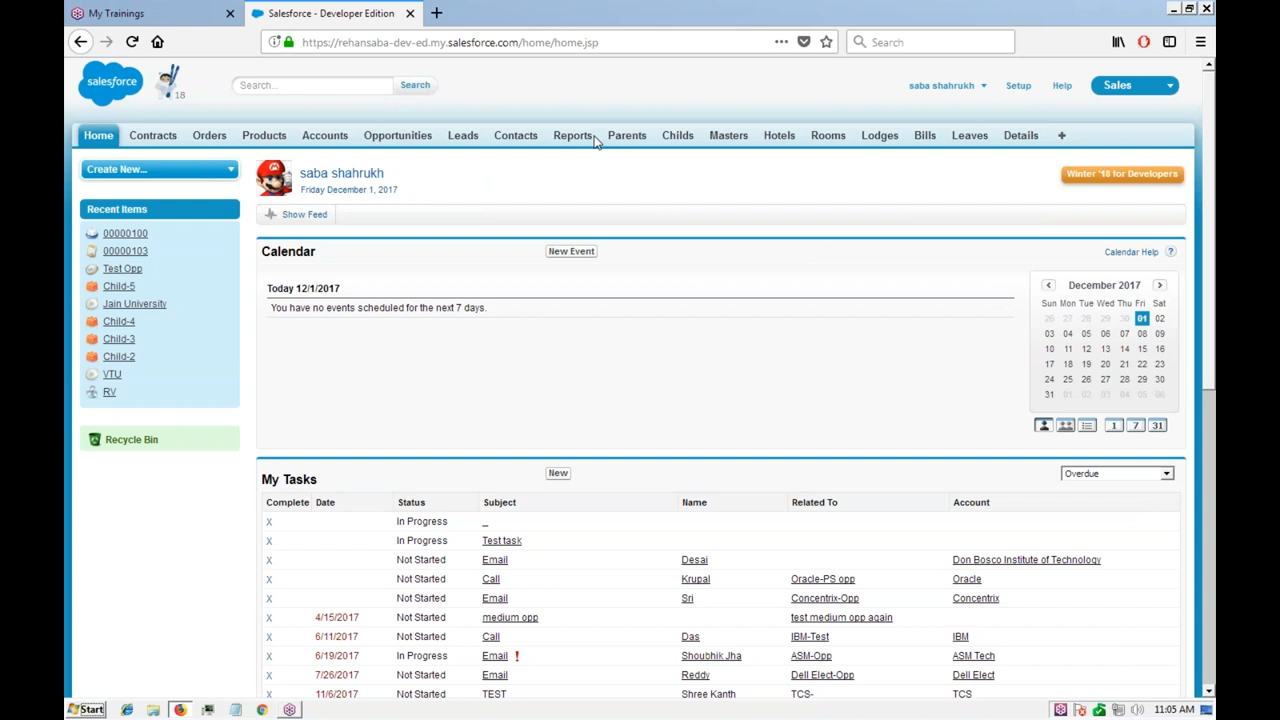 My Trainings
Salesforce - Developer Edition
https://rehansaba-dev-ed.my.salesforce.com/home/home.jsp
Search
salesforce
18
Search...
Search
saba shahrukh
Setup
Help
Sales
Home Contracts Orders Products Accounts Opportunities Leads Contacts Reports Parents Childs Masters Hotels Rooms Lodges Bills Leaves Details
Create New...
Recent Items
00000100
00000103
Test Opp
Child-5
Jain University
Child-4
Child-3
Child-2
VTU
RV
Recycle Bin
saba shahrukh
Friday December 1, 2017
Winter '18 for Developers
Show Feed
Calendar
New Event
Calendar Help ?
Today 12/1/2017
You have no events scheduled for the next 7 days.
December 2017
Sun Mon Tue Wed Thu Fri Sat
26 27 28 29 30 01 02
03 04 05 06 07 08 09
10 11 12 13 14 15 16
17 18 19 20 21 22 23
24 25 26 27 28 29 30
31 01 02 03 04 05 06
1 7 31
My Tasks
New
Overdue
Complete Date Status Subject Name Related To Account
X In Progress _
X In Progress Test task
X Not Started Email Desai Don Bosco Institute of Technology
X Not Started Call Krupal Oracle-PS opp Oracle
X Not Started Email Sri Concentrix-Opp Concentrix
X 4/15/2017 Not Started medium opp test medium opp again
X 6/11/2017 Not Started Call Das IBM-Test IBM
X 6/19/2017 In Progress Email ! Shoubhik Jha ASM-Opp ASM Tech
X 7/26/2017 Not Started Email Reddy Dell Elect-Opp Dell Elect
X 11/6/2017 Not Started TEST Shree Kanth TCS- TCS
Start
11:05 AM